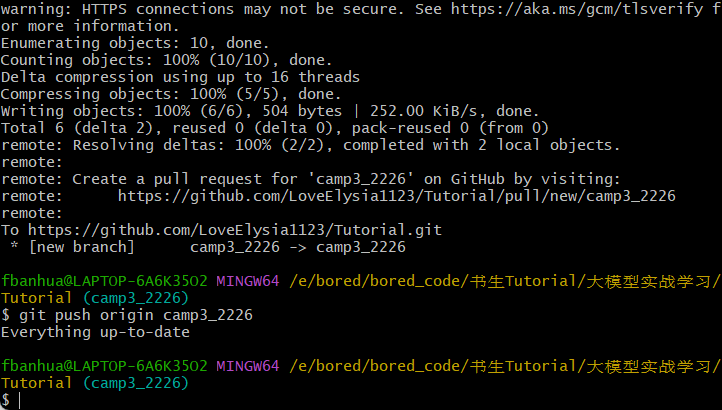 warning: HTTPS connections may not be secure. See https://aka.ms/gcm/tlsverify f
or more information.
Enumerating objects: 10, done.
Counting objects: 100% (10/10), done.
Delta compression using up to 16 threads
Compressing objects: 100% (5/5), done.
Writing objects: 100% (6/6), 504 bytes | 252.00 KiB/s, done.
Total 6 (delta 2), reused 0 (delta 0), pack-reused 0 (from 0)
remote: Resolving deltas: 100% (2/2), completed with 2 local objects.
remote:
remote: Create a pull request for 'camp3_2226' on GitHub by visiting:
remote:      https://github.com/LoveElysia1123/Tutorial/pull/new/camp3_2226
remote:
To https://github.com/LoveElysia1123/Tutorial.git
 * [new branch]      camp3_2226 -> camp3_2226
fbanhua@LAPTOP-6A6K35O2 MINGW64 /e/bored/bored_code/书生Tutorial/大模型实战学习/
Tutorial (camp3_2226)
$ git push origin camp3_2226
Everything up-to-date
fbanhua@LAPTOP-6A6K35O2 MINGW64 /e/bored/bored_code/书生Tutorial/大模型实战学习/
Tutorial (camp3_2226)
$